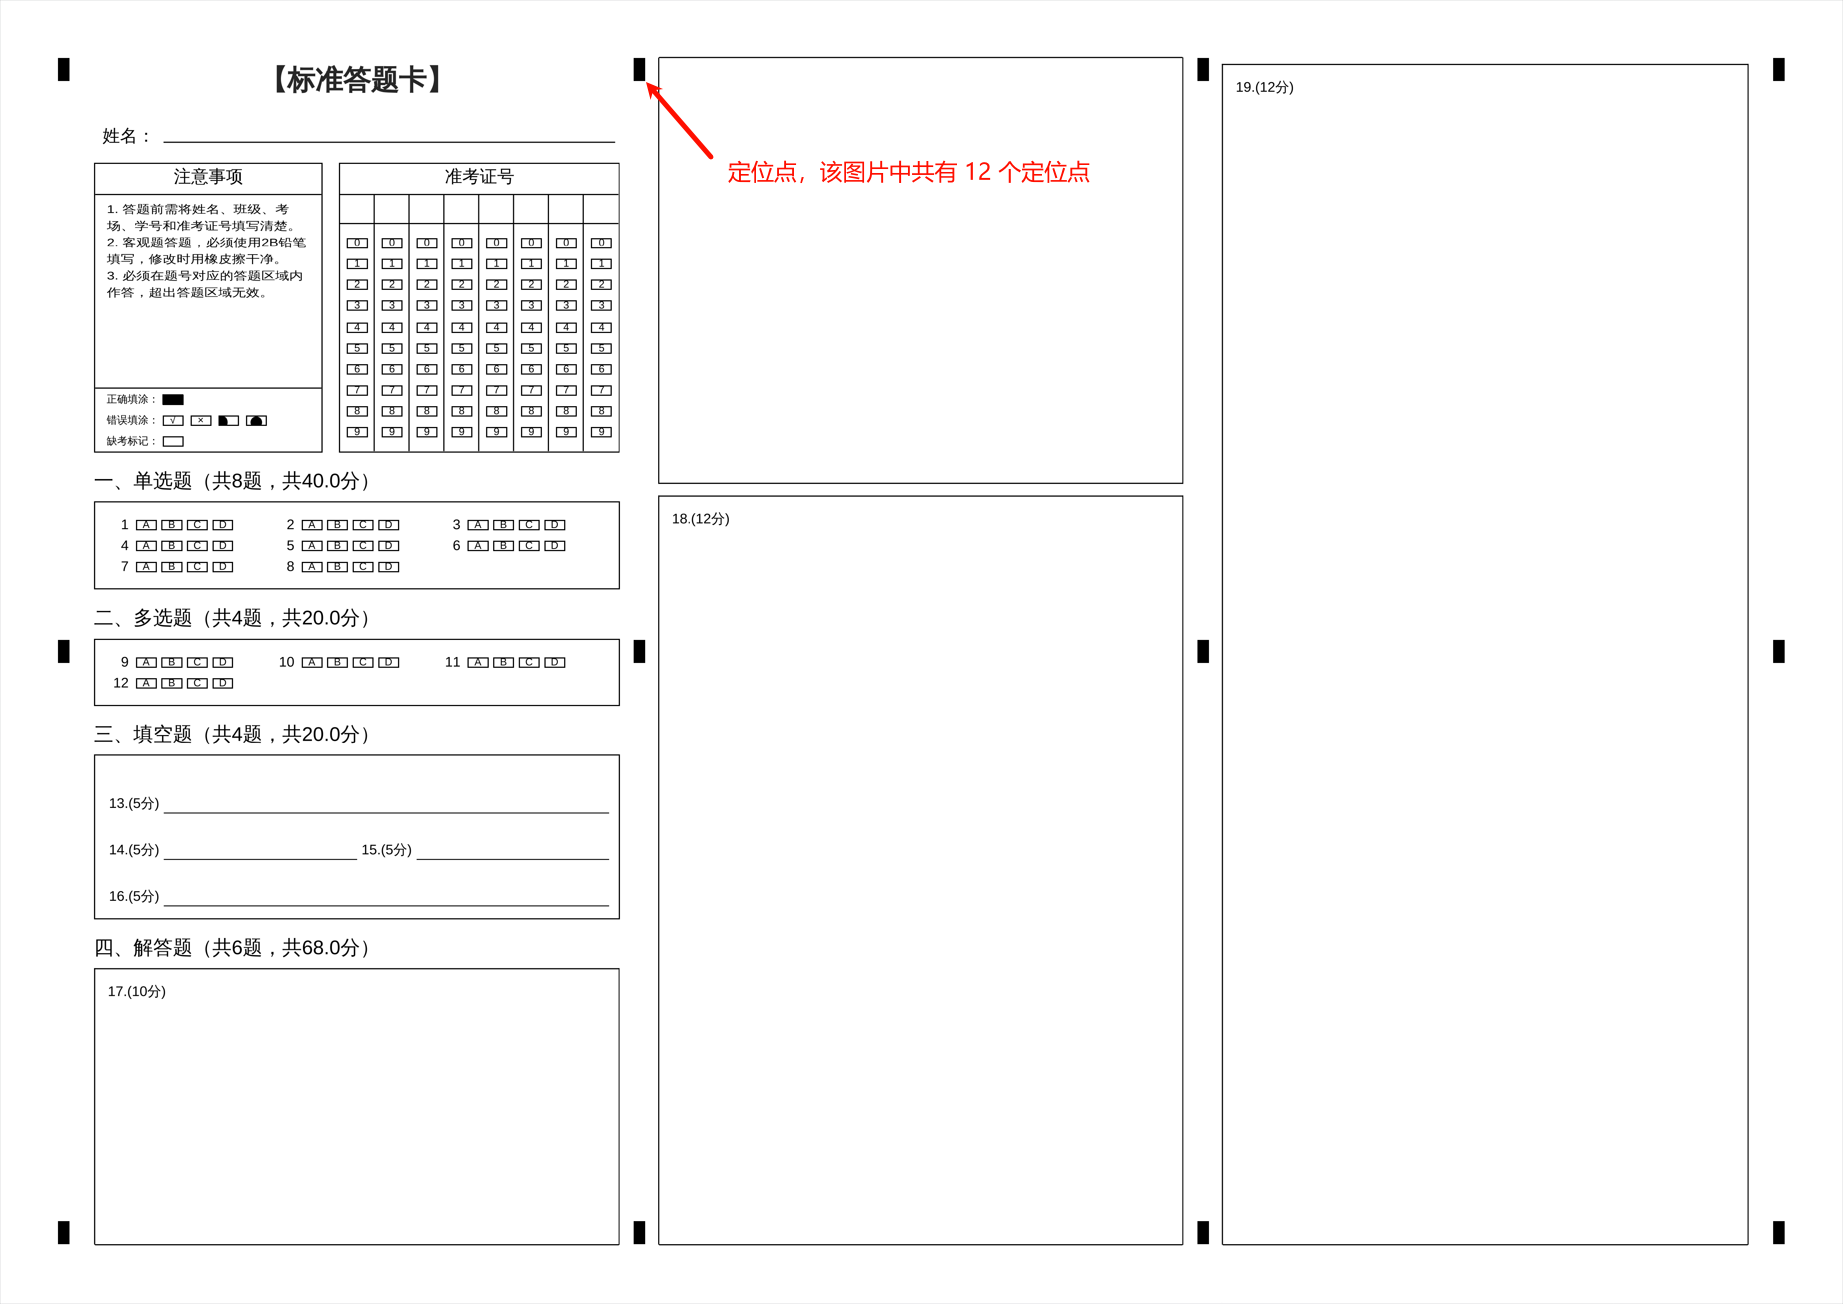 【标准答题卡】
姓名：
注意事项
1. 答题前需将姓名、班级、考
场、学号和准考证号填写清楚。
2. 客观题答题，必须使用2B铅笔
填写，修改时用橡皮擦干净。
3. 必须在题号对应的答题区域内
作答，超出答题区域无效。
正确填涂：
错误填涂： √ ×
缺考标记：
准考证号
0 0 0 0 0 0 0 0
1 1 1 1 1 1 1 1
2 2 2 2 2 2 2 2
3 3 3 3 3 3 3 3
4 4 4 4 4 4 4 4
5 5 5 5 5 5 5 5
6 6 6 6 6 6 6 6
7 7 7 7 7 7 7 7
8 8 8 8 8 8 8 8
9 9 9 9 9 9 9 9
一、单选题（共8题，共40.0分）
1 A B C D 2 A B C D 3 A B C D
4 A B C D 5 A B C D 6 A B C D
7 A B C D 8 A B C D
二、多选题（共4题，共20.0分）
9 A B C D 10 A B C D 11 A B C D
12 A B C D
三、填空题（共4题，共20.0分）
13.(5分)
14.(5分) 15.(5分)
16.(5分)
四、解答题（共6题，共68.0分）
17.(10分)
定位点，该图片中共有 12 个定位点
18.(12分)
19.(12分)